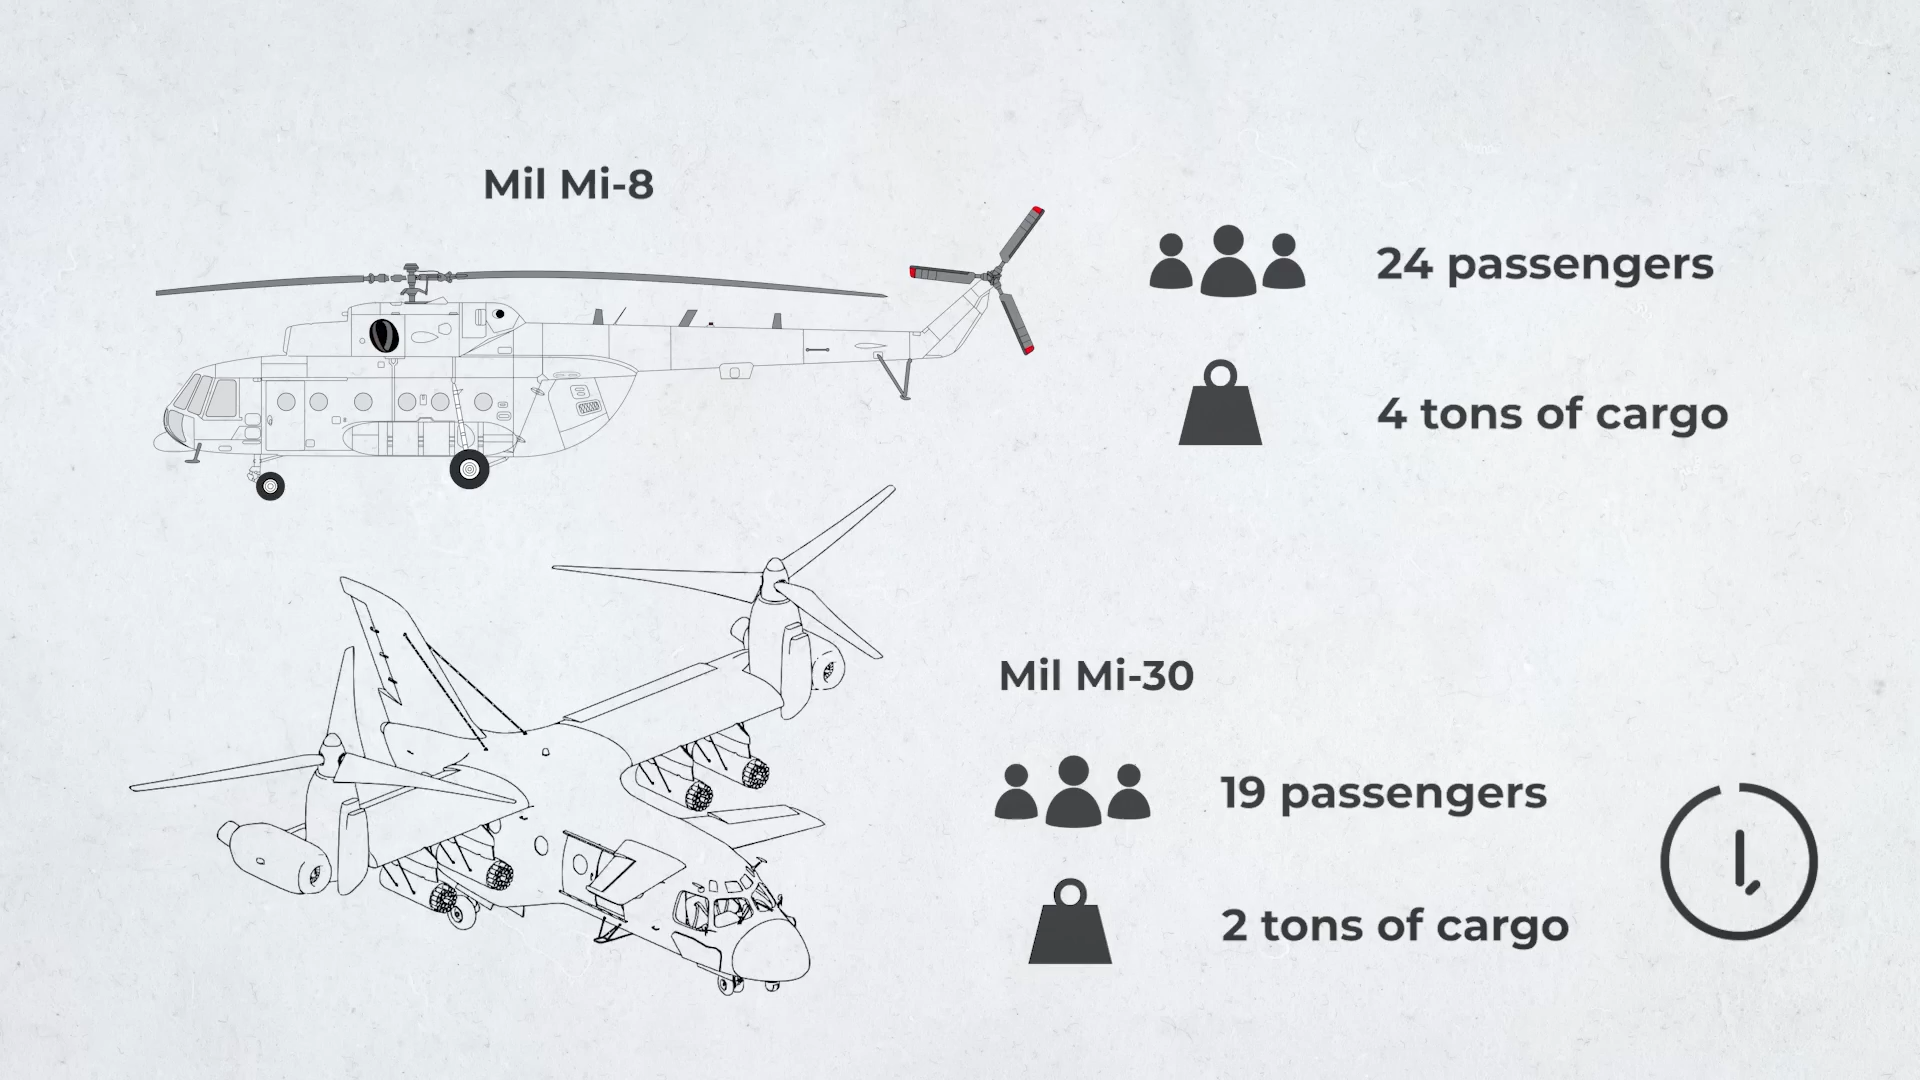 Mil Mi-8
24 passengers
4 tons of cargo
Mil Mi-30
19 passengers
2 tons of cargo